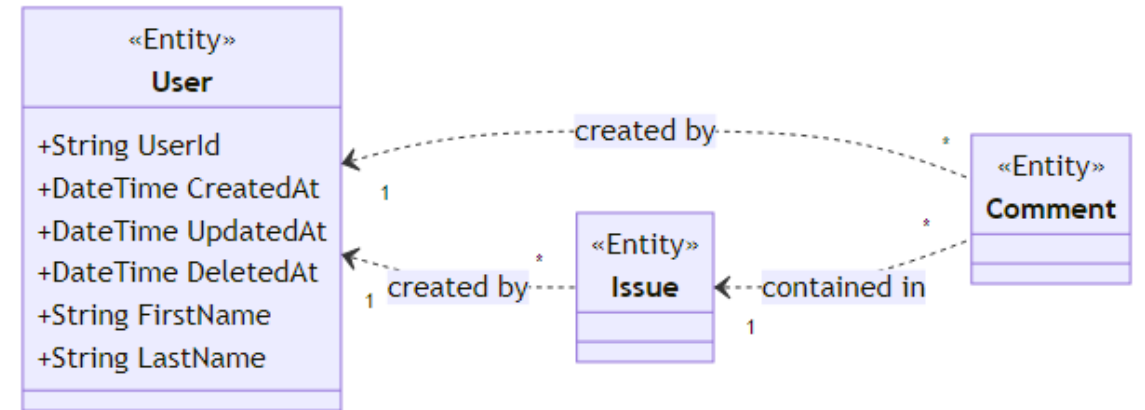 «Entity»
User
+String UserId
+DateTime CreatedAt
+DateTime UpdatedAt
+DateTime DeletedAt
+String FirstName
+String LastName
created by
*
1
«Entity»
Comment
«Entity»
Issue
*
created by
1
*
contained in
1